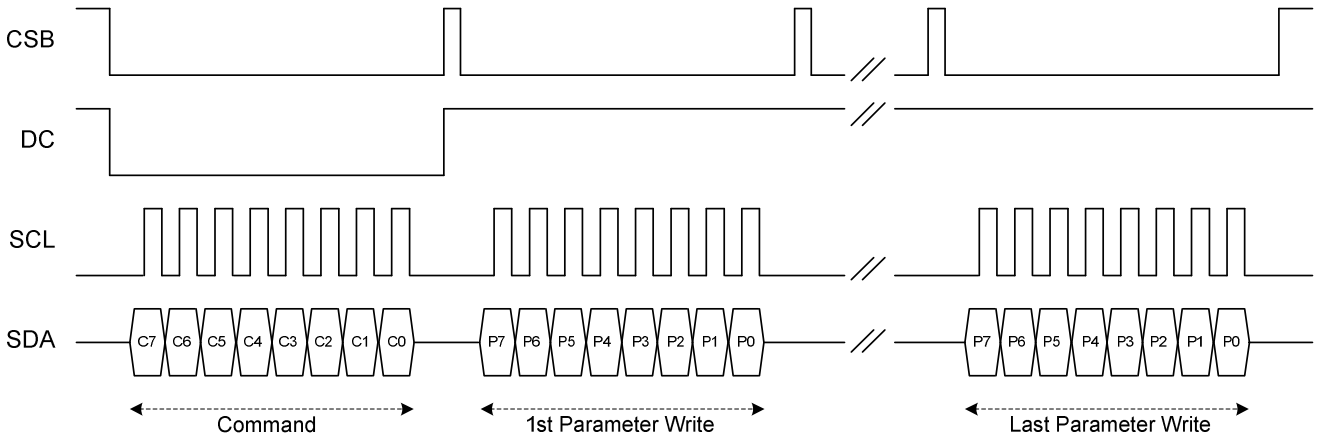 CSB
DC
SCL
SDA
C7 C6 C5 C4 C3 C2 C1 C0 P7 P6 P5 P4 P3 P2 P1 P0 P7 P6 P5 P4 P3 P2 P1 P0
Command 1st Parameter Write Last Parameter Write